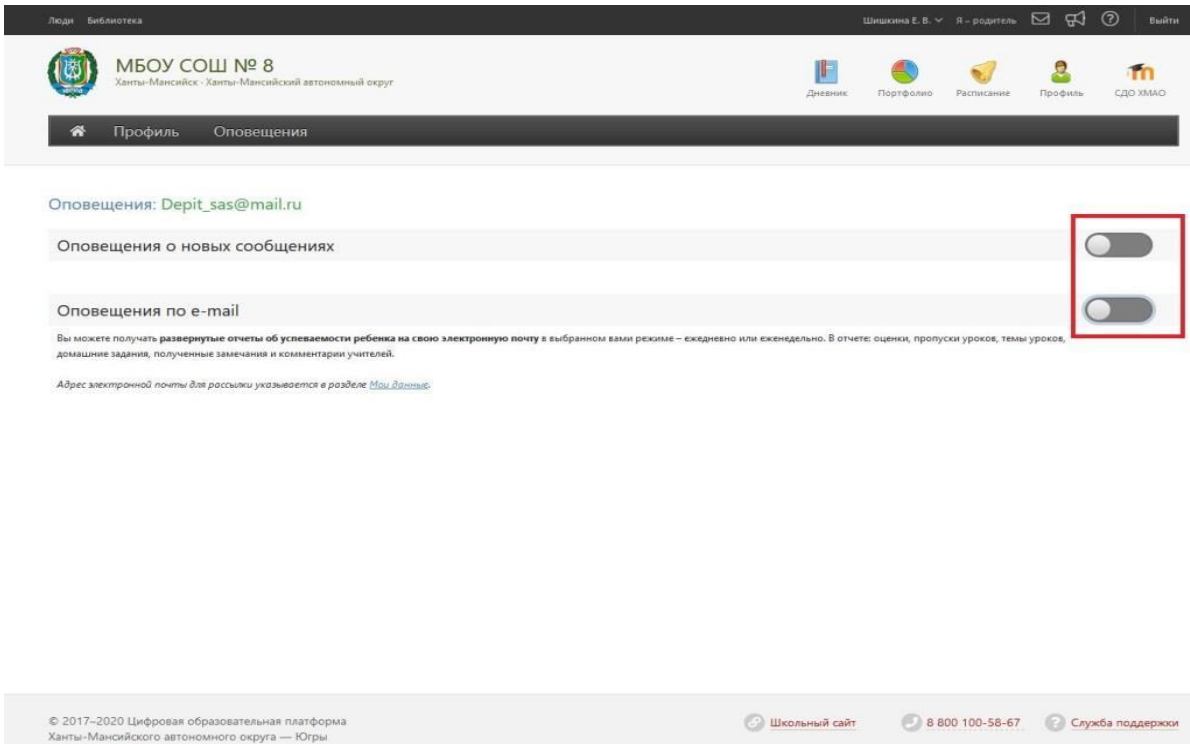 Люди Библиотека Шишкина Е. В. Я – родитель Выйти
МБОУ СОШ № 8
Ханты-Мансийск · Ханты-Мансийский автономный округ
Дневник Портфолио Расписание Профиль СДО ХМАО
Профиль Оповещения
Оповещения: Depit_sas@mail.ru
Оповещения о новых сообщениях
Оповещения по e-mail
Вы можете получать развернутые отчеты об успеваемости ребенка на свою электронную почту в выбранном вами режиме – ежедневно или еженедельно. В отчете: оценки, пропуски уроков, темы уроков,
домашние задания, полученные замечания и комментарии учителей.
Адрес электронной почты для рассылки указывается в разделе Мои данные.
© 2017–2020 Цифровая образовательная платформа
Ханты-Мансийского автономного округа — Югры
Школьный сайт 8 800 100-58-67 Служба поддержки